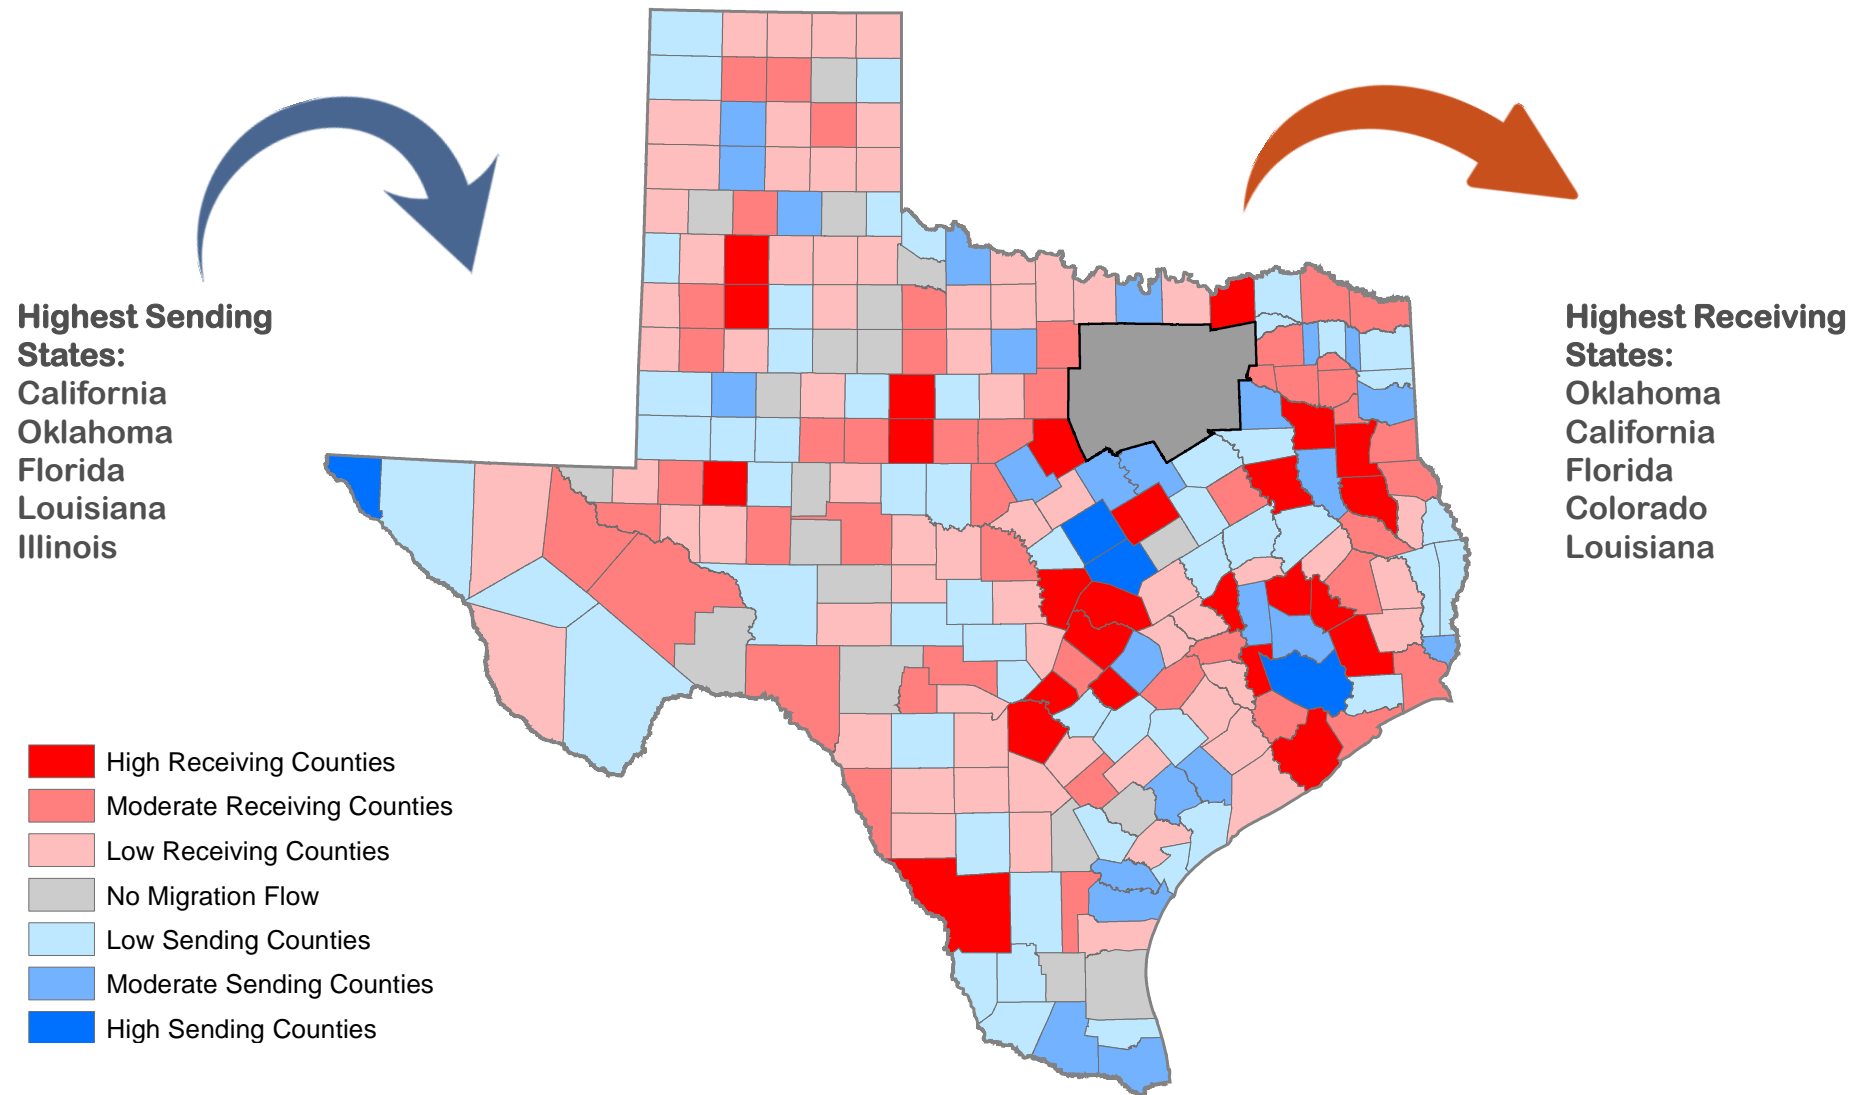 Highest Sending
States:
California
Oklahoma
Florida
Louisiana
Illinois
Highest Receiving
States:
Oklahoma
California
Florida
Colorado
Louisiana
High Receiving Counties
Moderate Receiving Counties
Low Receiving Counties
No Migration Flow
Low Sending Counties
Moderate Sending Counties
High Sending Counties